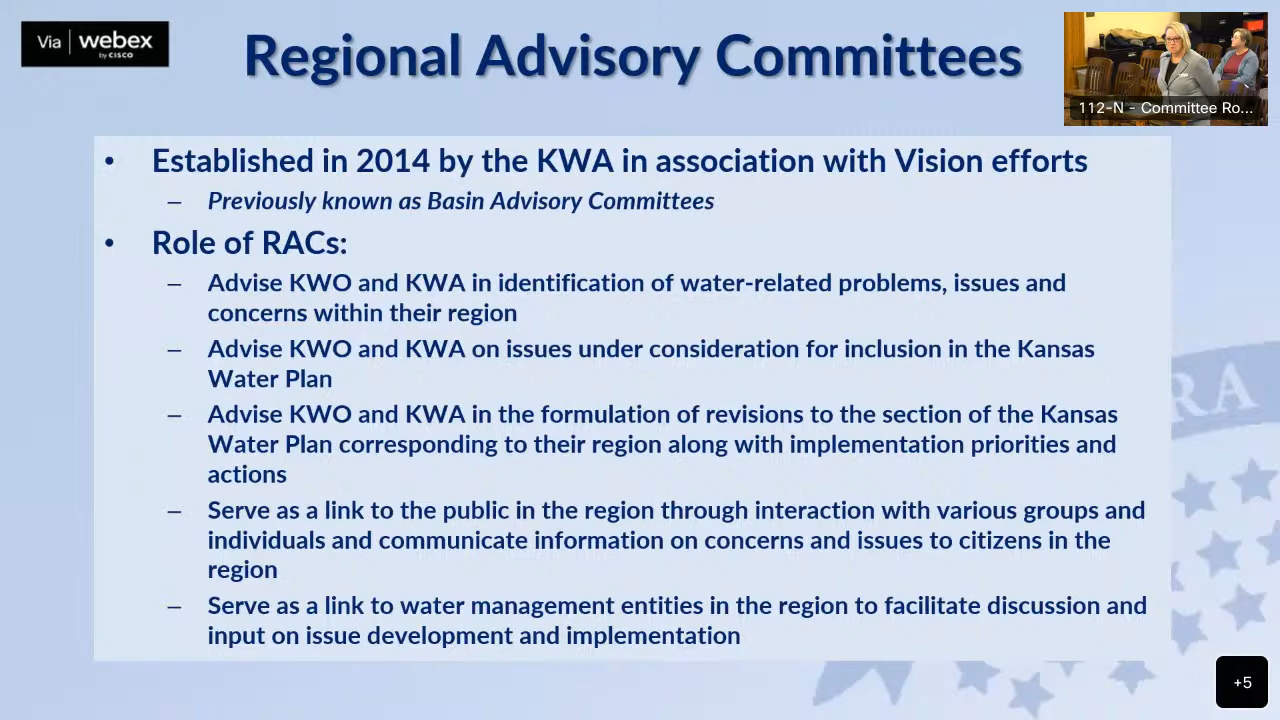 Via webex
by CISCO
Regional Advisory Committees
112-N - Committee Ro...
• Established in 2014 by the KWA in association with Vision efforts
– Previously known as Basin Advisory Committees
• Role of RACs:
– Advise KWO and KWA in identification of water-related problems, issues and
concerns within their region
– Advise KWO and KWA on issues under consideration for inclusion in the Kansas
Water Plan
– Advise KWO and KWA in the formulation of revisions to the section of the Kansas
Water Plan corresponding to their region along with implementation priorities and
actions
– Serve as a link to the public in the region through interaction with various groups and
individuals and communicate information on concerns and issues to citizens in the
region
– Serve as a link to water management entities in the region to facilitate discussion and
input on issue development and implementation
RA
+5